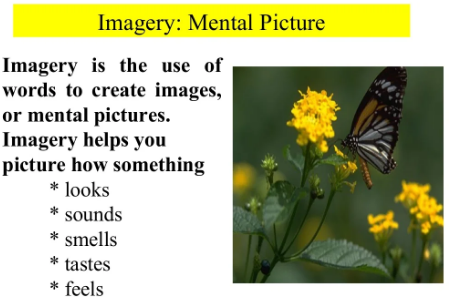 Imagery: Mental Picture
Imagery is the use of
words to create images,
or mental pictures.
Imagery helps you
picture how something
* looks
* sounds
* smells
* tastes
* feels